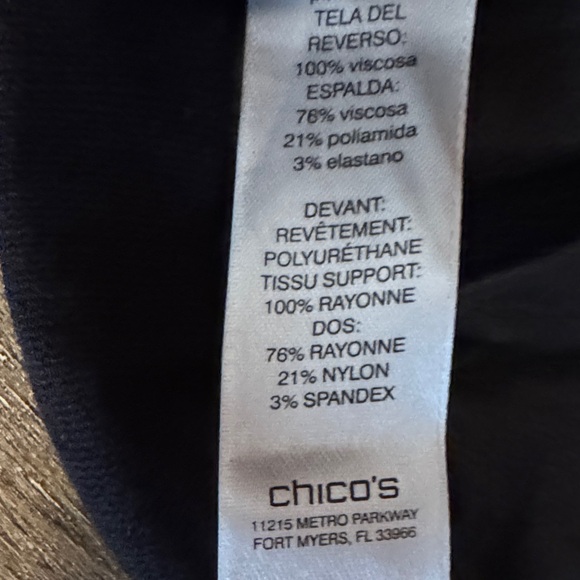 TELA DEL
REVERSO:
100% viscosa
ESPALDA:
76% viscosa
21% poliamida
3% elastano
DEVANT:
REVÊTEMENT:
POLYURÉTHANE
TISSU SUPPORT:
100% RAYONNE
DOS:
76% RAYONNE
21% NYLON
3% SPANDEX
chico's
11215 METRO PARKWAY
FORT MYERS, FL 33966